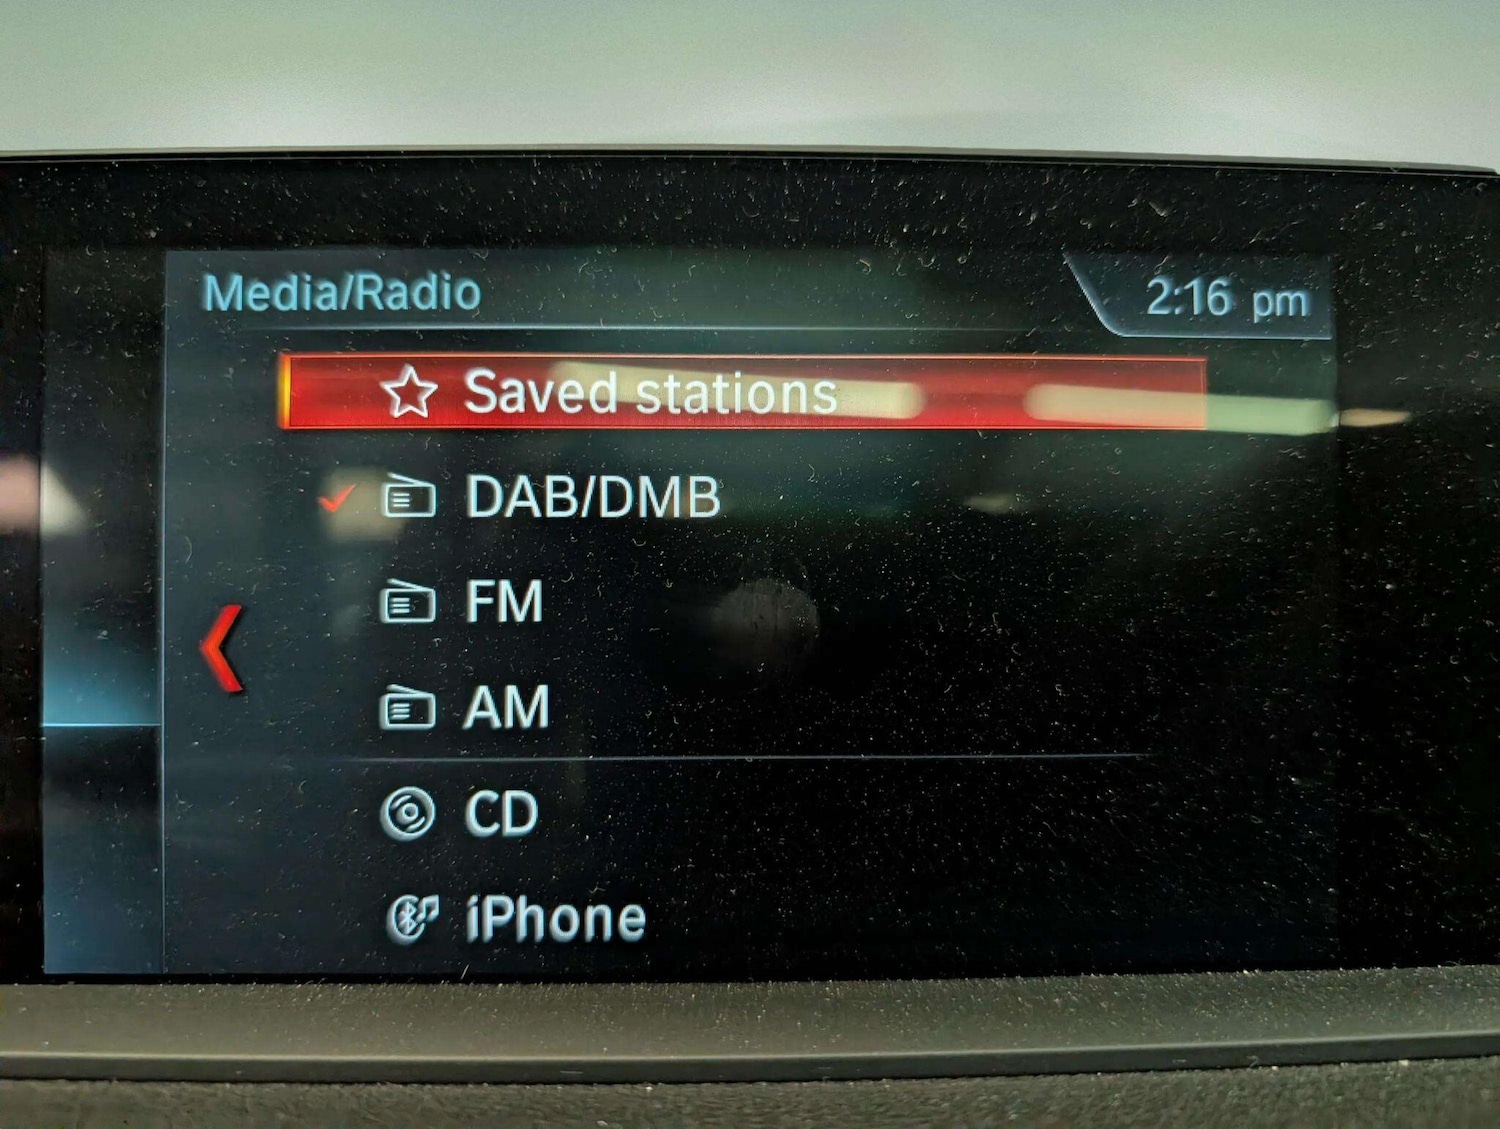 Media/Radio
2:16 pm
Saved stations
DAB/DMB
FM
AM
CD
iPhone